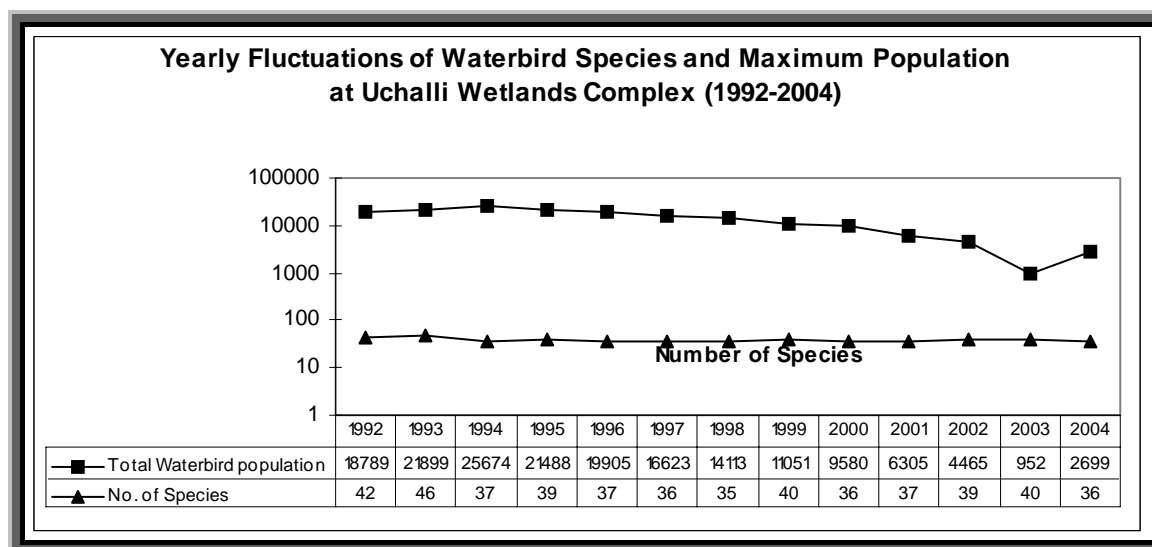 Yearly Fluctuations of Waterbird Species and Maximum Population
at Uchalli Wetlands Complex (1992-2004)
100000
10000
1000
100
10
1
Number of Species
1992 1993 1994 1995 1996 1997 1998 1999 2000 2001 2002 2003 2004
Total Waterbird population 18789 21899 25674 21488 19905 16623 14113 11051 9580 6305 4465 952 2699
No. of Species 42 46 37 39 37 36 35 40 36 37 39 40 36